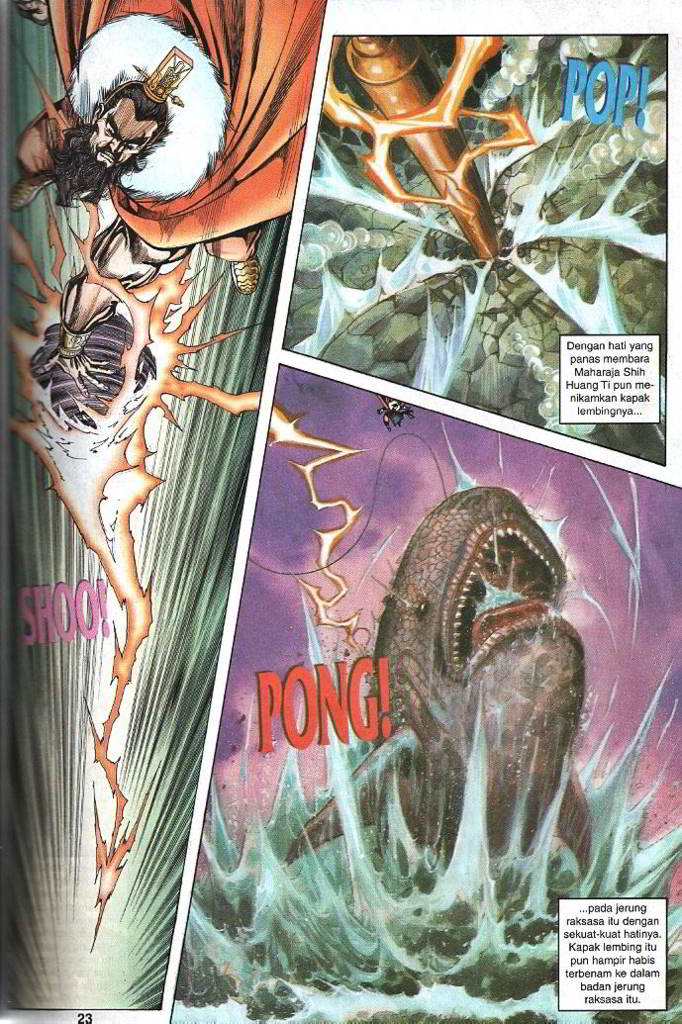 SHOO!
POP!
Dengan hati yang
panas membara
Maharaja Shih
Huang Ti pun me-
nikamkan kapak
lembingnya...
PONG!
...pada jerung
raksasa itu dengan
sekuat-kuat hatinya.
Kapak lembing itu
pun hampir habis
terbenam ke dalam
badan jerung
raksasa itu.
23